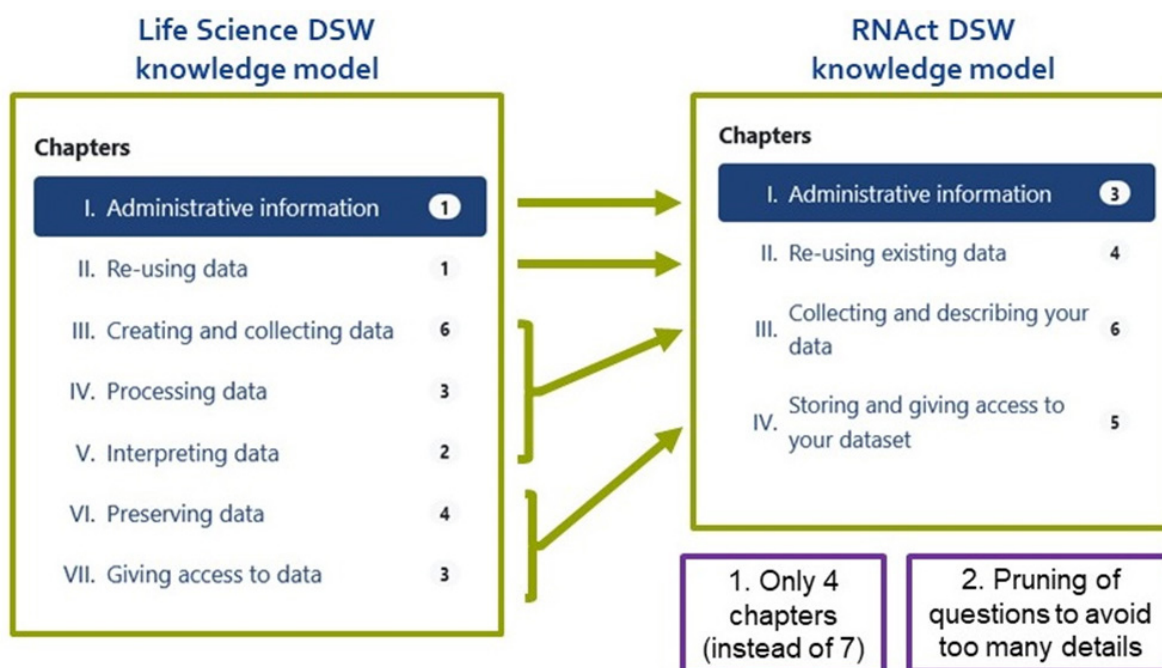 Life Science DSW
knowledge model
Chapters
I. Administrative information 1
II. Re-using data 1
III. Creating and collecting data 6
IV. Processing data 3
V. Interpreting data 2
VI. Preserving data 4
VII. Giving access to data 3
RNAct DSW
knowledge model
Chapters
I. Administrative information 3
II. Re-using existing data 4
III. Collecting and describing your
data 6
IV. Storing and giving access to
your dataset 5
1. Only 4
chapters
(instead of 7)
2. Pruning of
questions to avoid
too many details